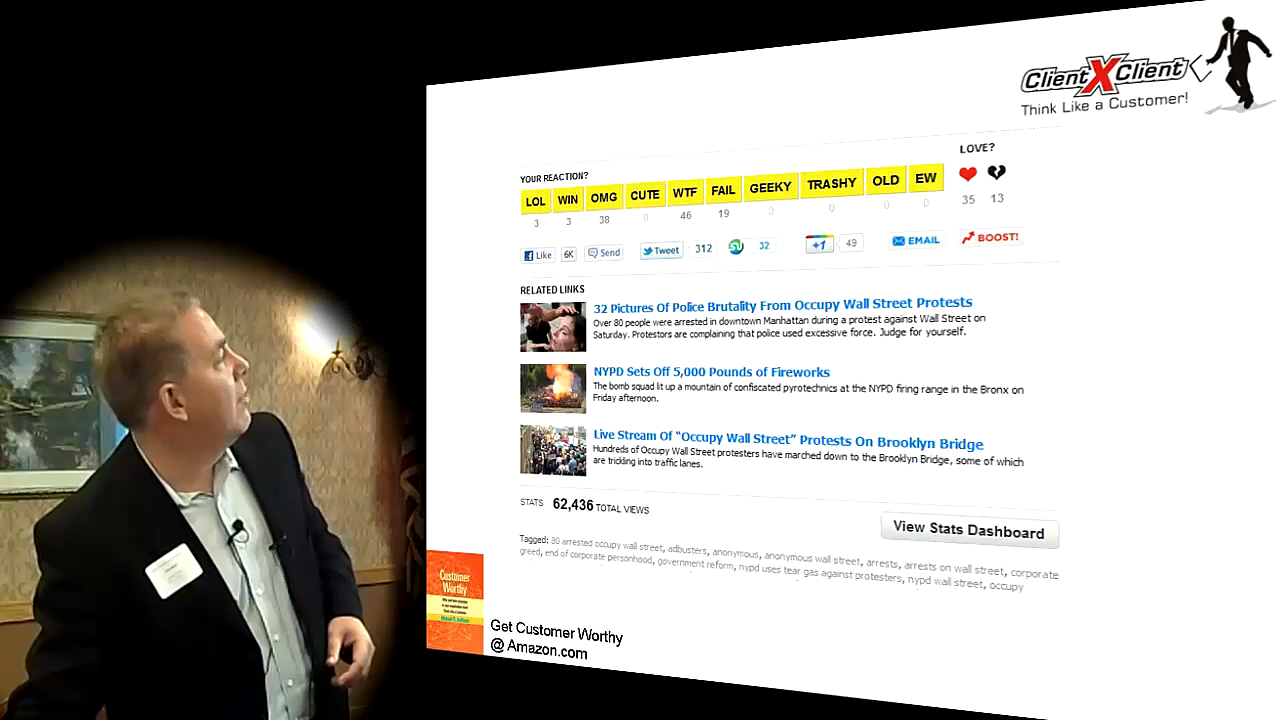 ClientXClient
Think Like a Customer!
YOUR REACTION?
LOVE?
LOL WIN OMG CUTE WTF FAIL GEEKY TRASHY OLD EW
3 3 38 0 46 19 0 0 0 0
35 13
Like 6K Send Tweet 312 32 +1 49 EMAIL BOOST!
RELATED LINKS
32 Pictures Of Police Brutality From Occupy Wall Street Protests
Over 80 people were arrested in downtown Manhattan during a protest against Wall Street on
Saturday. Protestors are complaining that police used excessive force. Judge for yourself.
NYPD Sets Off 5,000 Pounds of Fireworks
The bomb squad lit up a mountain of confiscated pyrotechnics at the NYPD firing range in the Bronx on
Friday afternoon.
Live Stream Of “Occupy Wall Street” Protests On Brooklyn Bridge
Hundreds of Occupy Wall Street protesters have marched down to the Brooklyn Bridge, some of which
are trickling into traffic lanes.
STATS 62,436 TOTAL VIEWS
View Stats Dashboard
Tagged: 80 arrested occupy wall street, adbusters, anonymous, anonymous wall street, arrests, arrests on wall street, corporate
greed, end of corporate personhood, government reform, nypd uses tear gas against protesters, nypd wall street, occupy
Customer
Worthy
Get Customer Worthy
@ Amazon.com